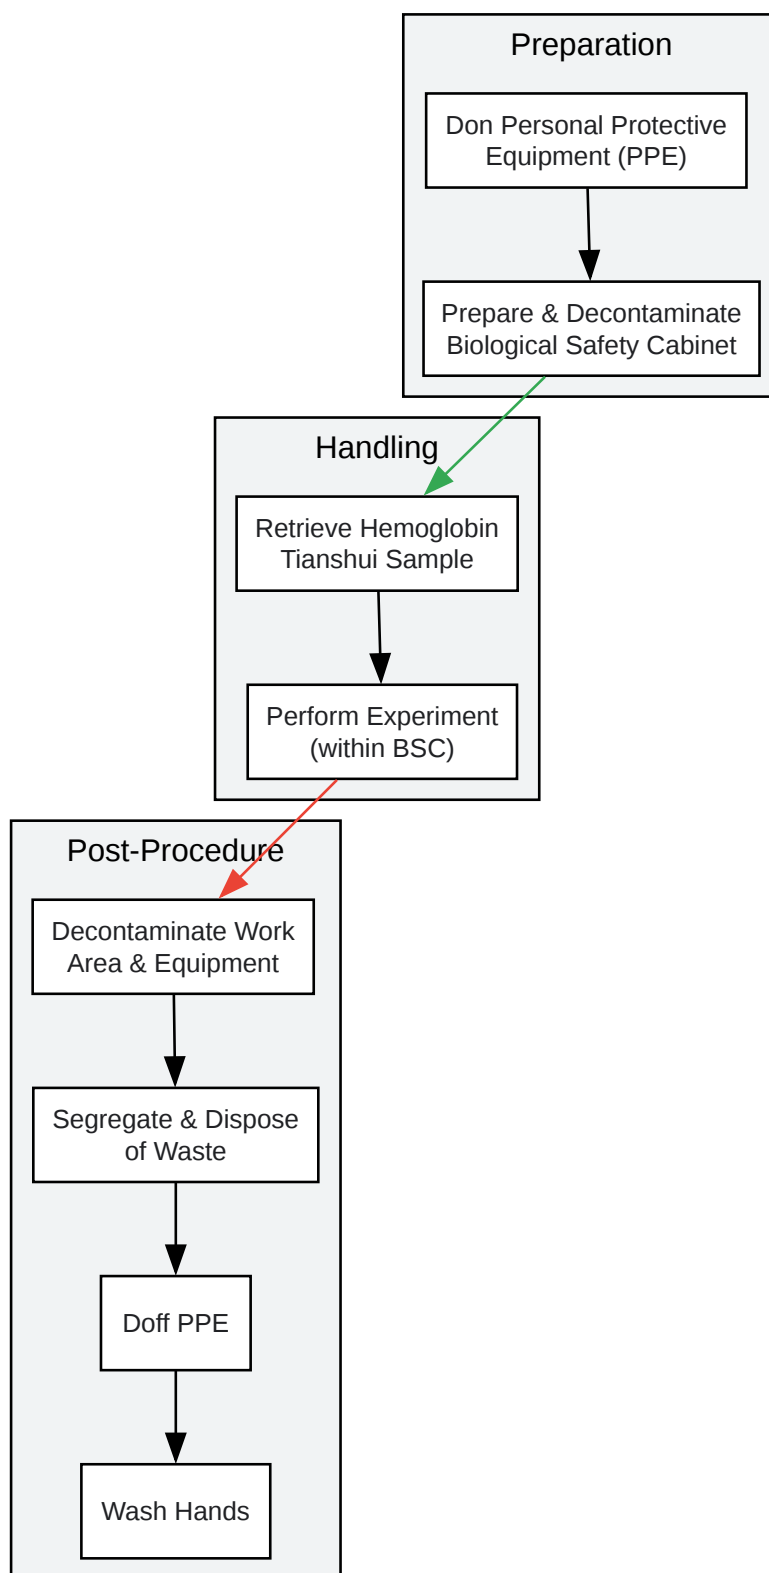 Preparation
Don Personal Protective
Equipment (PPE)
Prepare & Decontaminate
Biological Safety Cabinet
Handling
Retrieve Hemoglobin
Tianshui Sample
Perform Experiment
(within BSC)
Post-Procedure
Decontaminate Work
Area & Equipment
Segregate & Dispose
of Waste
Doff PPE
Wash Hands